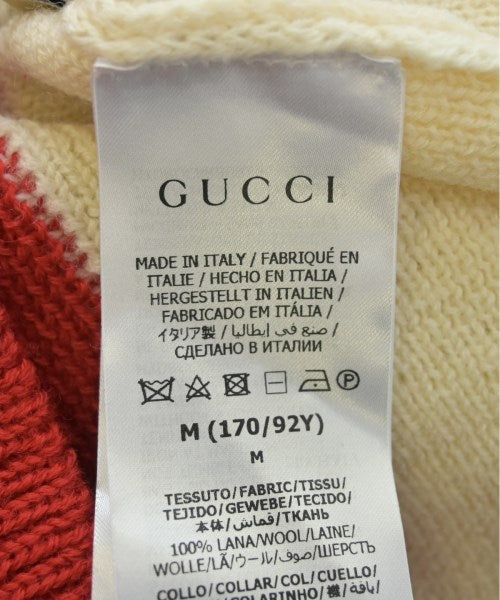 GUCCI
MADE IN ITALY / FABRIQUÉ EN
ITALIE / HECHO EN ITALIA /
HERGESTELLT IN ITALIEN /
FABRICADO EM ITÁLIA /
イタリア製 / صنع في إيطاليا /
СДЕЛАНО В ИТАЛИИ
P
M (170/92Y)
M
TESSUTO/FABRIC/TISSU/
TEJIDO/GEWEBE/TECIDO/
本体/قماش/ТКАНЬ
100% LANA/WOOL/LAINE/
WOLLE/LÃ/ウール/صوف/ШЕРСТЬ
COLLO/COLLAR/COL/CUELLO/